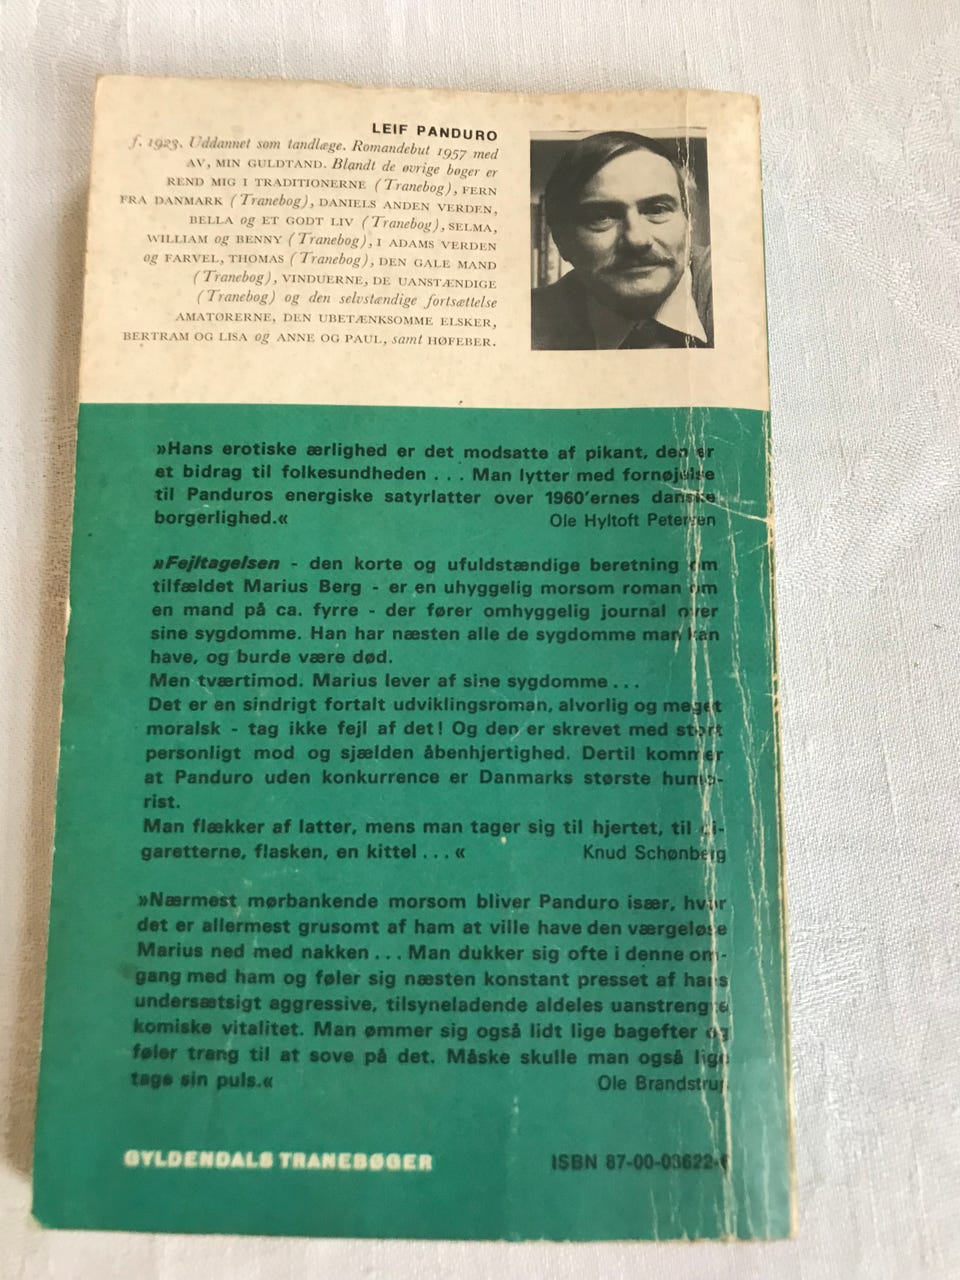 LEIF PANDURO
f. 1923. Uddannet som tandlæge. Romandebut 1957 med
AV, MIN GULDTAND. Blandt de øvrige bøger er
REND MIG I TRADITIONERNE (Tranebog), FERN
FRA DANMARK (Tranebog), DANIELS ANDEN VERDEN,
BELLA og ET GODT LIV (Tranebog), SELMA,
WILLIAM og BENNY (Tranebog), I ADAMS VERDEN
og FARVEL, THOMAS (Tranebog), DEN GALE MAND
(Tranebog), VINDUERNE, DE UANSTÆNDIGE
(Tranebog) og den selvstændige fortsættelse
AMATØRERNE, DEN UBETÆNKSOMME ELSKER,
BERTRAM OG LISA og ANNE OG PAUL, samt HØFEBER.
»Hans erotiske ærlighed er det modsatte af pikant, den er
et bidrag til folkesundheden . . . Man lytter med fornøjelse
til Panduros energiske satyrlatter over 1960'ernes danske
borgerlighed.« Ole Hyltoft Petersen
»Fejltagelsen - den korte og ufuldstændige beretning om
tilfældet Marius Berg - er en uhyggelig morsom roman om
en mand på ca. fyrre - der fører omhyggelig journal over
sine sygdomme. Han har næsten alle de sygdomme man kan
have, og burde være død.
Men tværtimod. Marius lever af sine sygdomme . . .
Det er en sindrigt fortalt udviklingsroman, alvorlig og meget
moralsk - tag ikke fejl af det! Og den er skrevet med stort
personligt mod og sjælden åbenhjertighed. Dertil kommer
at Panduro uden konkurrence er Danmarks største humo-
rist.
Man flækker af latter, mens man tager sig til hjertet, til ci-
garetterne, flasken, en kittel . . . « Knud Schønberg
»Nærmest mørbankende morsom bliver Panduro især, hvor
det er allermest grusomt af ham at ville have den værgeløse
Marius ned med nakken . . . Man dukker sig ofte i denne om-
gang med ham og føler sig næsten konstant presset af hans
undersætsigt aggressive, tilsyneladende aldeles uanstrengte
komiske vitalitet. Man ømmer sig også lidt lige bagefter og
føler trang til at sove på det. Måske skulle man også lige
tage sin puls.« Ole Brandstrup
GYLDENDALS TRANEBØGER
ISBN 87-00-03622-